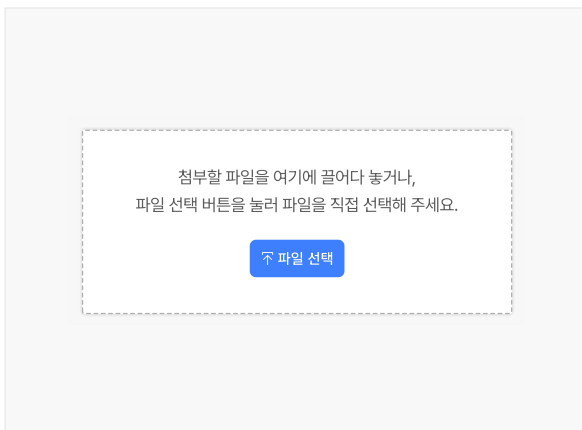 첨부할 파일을 여기에 끌어다 놓거나,
파일 선택 버튼을 눌러 파일을 직접 선택해 주세요.
파일 선택